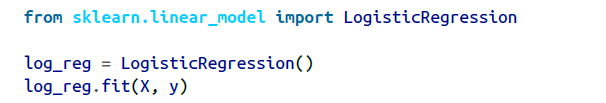 from sklearn.linear_model import LogisticRegression
log_reg = LogisticRegression()
log_reg.fit(X, y)